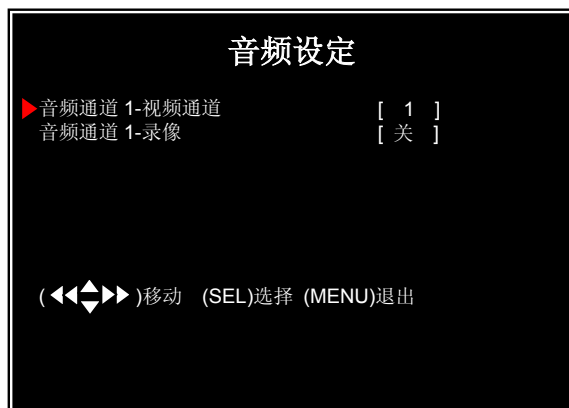 音频设定
音频通道 1-视频通道 [ 1 ]
音频通道 1-录像 [ 关 ]
( )移动 (SEL)选择 (MENU)退出